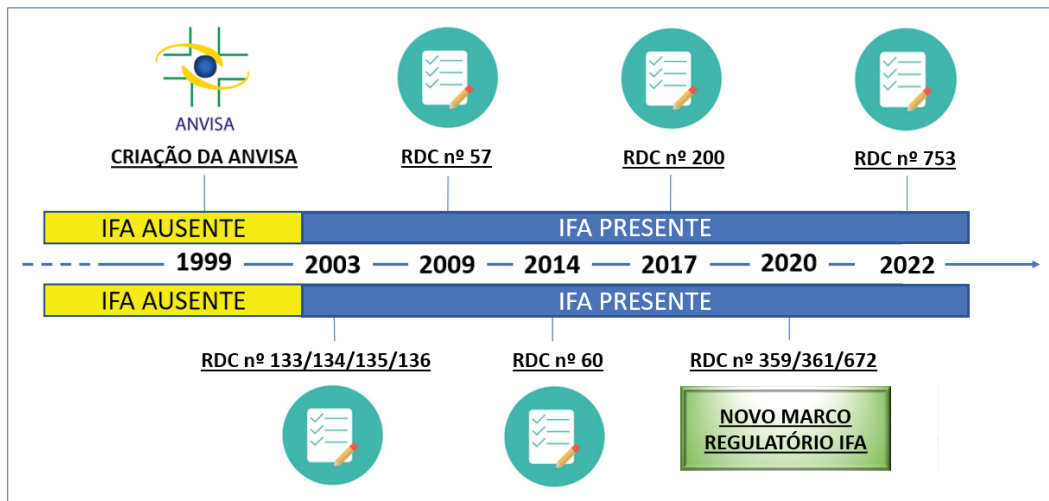 ANVISA
CRIAÇÃO DA ANVISA
RDC nº 57
RDC nº 200
RDC nº 753
IFA AUSENTE
IFA PRESENTE
1999
2003
2009
2014
2017
2020
2022
IFA AUSENTE
IFA PRESENTE
RDC nº 133/134/135/136
RDC nº 60
RDC nº 359/361/672
NOVO MARCO
REGULATÓRIO IFA